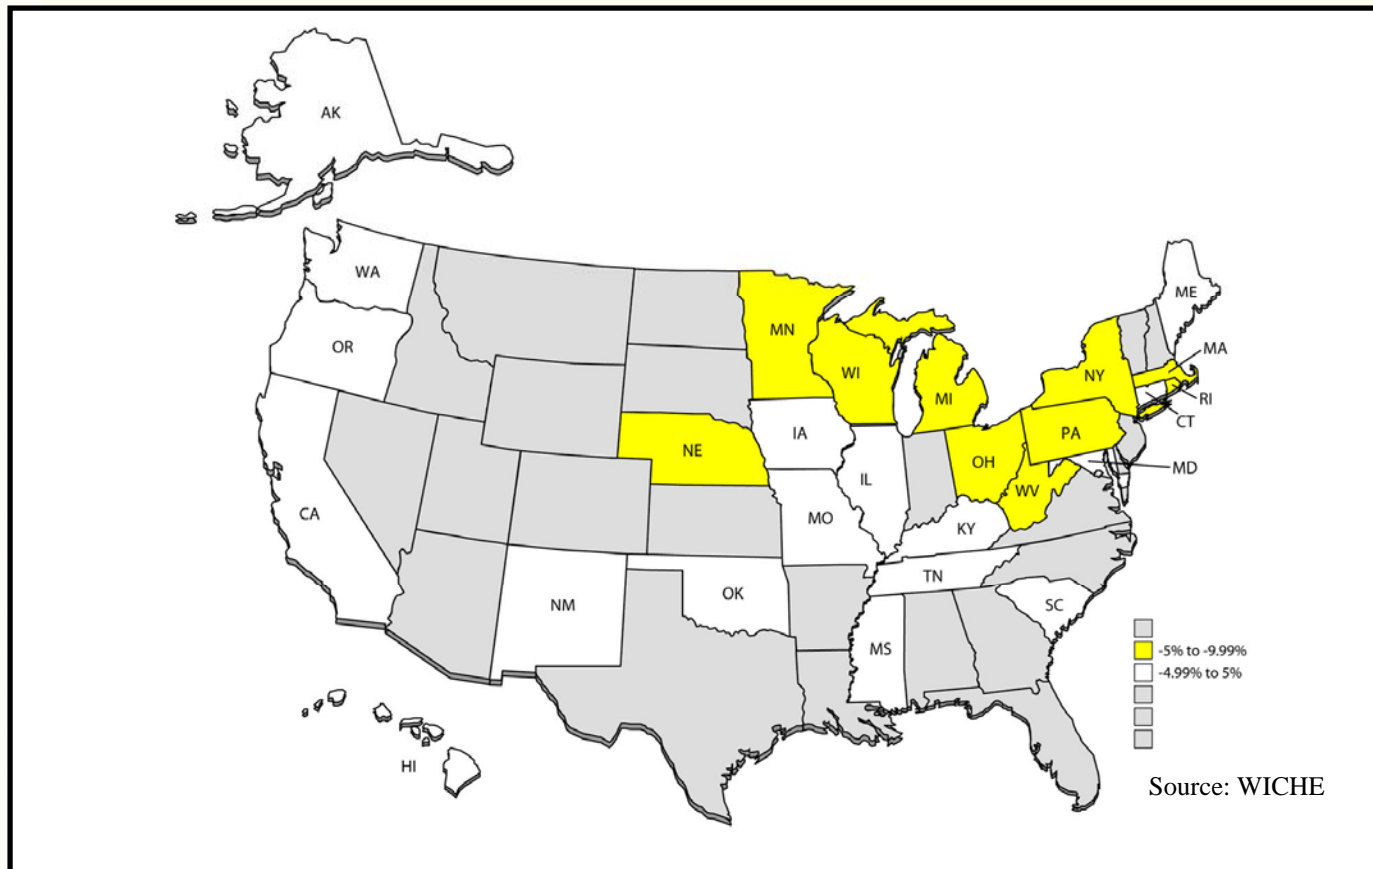 AK
WA
ME
OR
MN
MA
WI
NY
MI
RI
CT
IA
PA
NE
OH
MD
IL
WV
CA
MO
KY
TN
OK
NM
SC
MS
-5% to -9.99%
-4.99% to 5%
HI
Source: WICHE